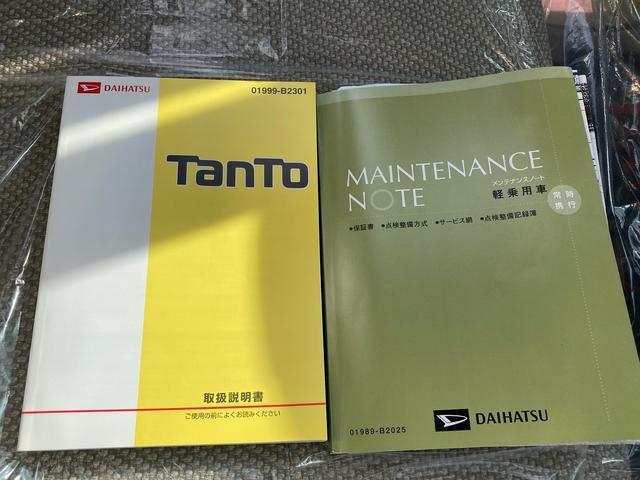 DAIHATSU
01999-B2301
TanTo
取扱説明書
ご使用の前によくお読みください
MAINTENANCE
NOTE
メンテナンスノート
軽乗用車
常時
携行
●保証書 ●点検整備方式 ●サービス網 ●点検整備記録簿
01989-B2025
DAIHATSU